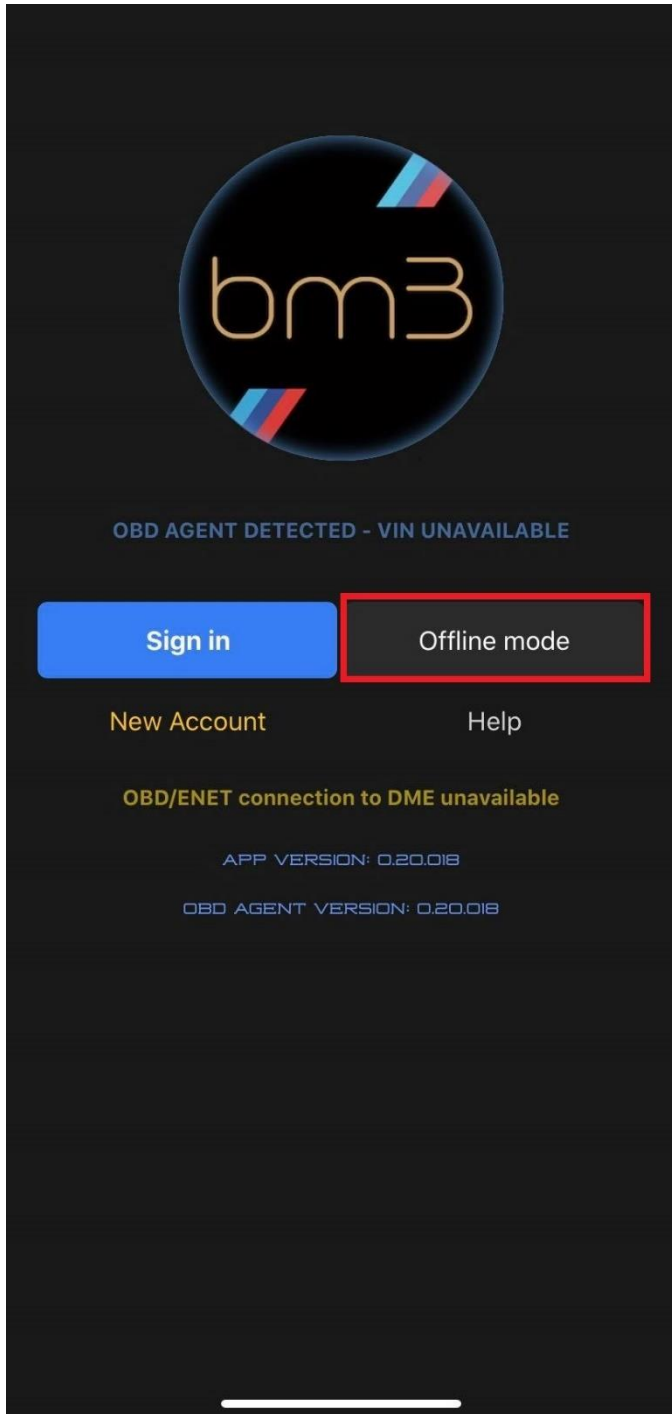 bm3
OBD AGENT DETECTED - VIN UNAVAILABLE
Sign in
Offline mode
New Account
Help
OBD/ENET connection to DME unavailable
APP VERSION: 0.20.018
OBD AGENT VERSION: 0.20.018